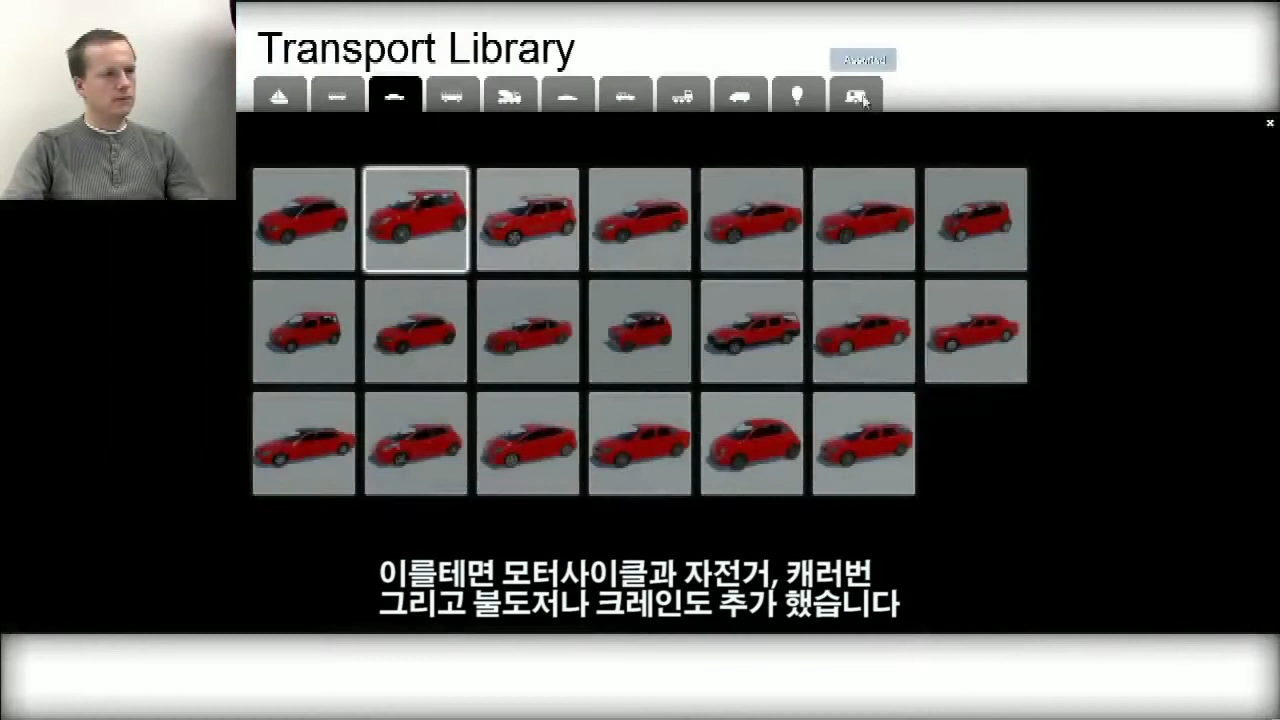 Transport Library
Assorted
이를테면 모터사이클과 자전거, 캐러번
그리고 불도저나 크레인도 추가 했습니다